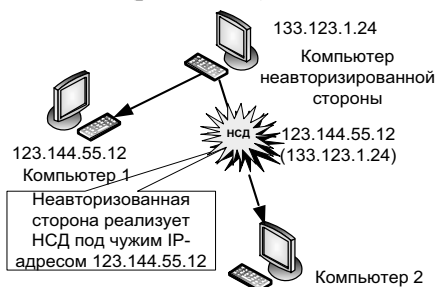 133.123.1.24
Компьютер
неавторизированной
стороны
НСД
123.144.55.12
(133.123.1.24)
123.144.55.12
Компьютер 1
Неавторизованная
сторона реализует
НСД под чужим IP-
адресом 123.144.55.12
Компьютер 2